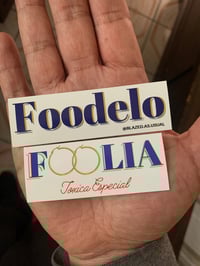 Foodelo
@BLAZED.AS.USUAL
FOOLIA
Toxica Especial